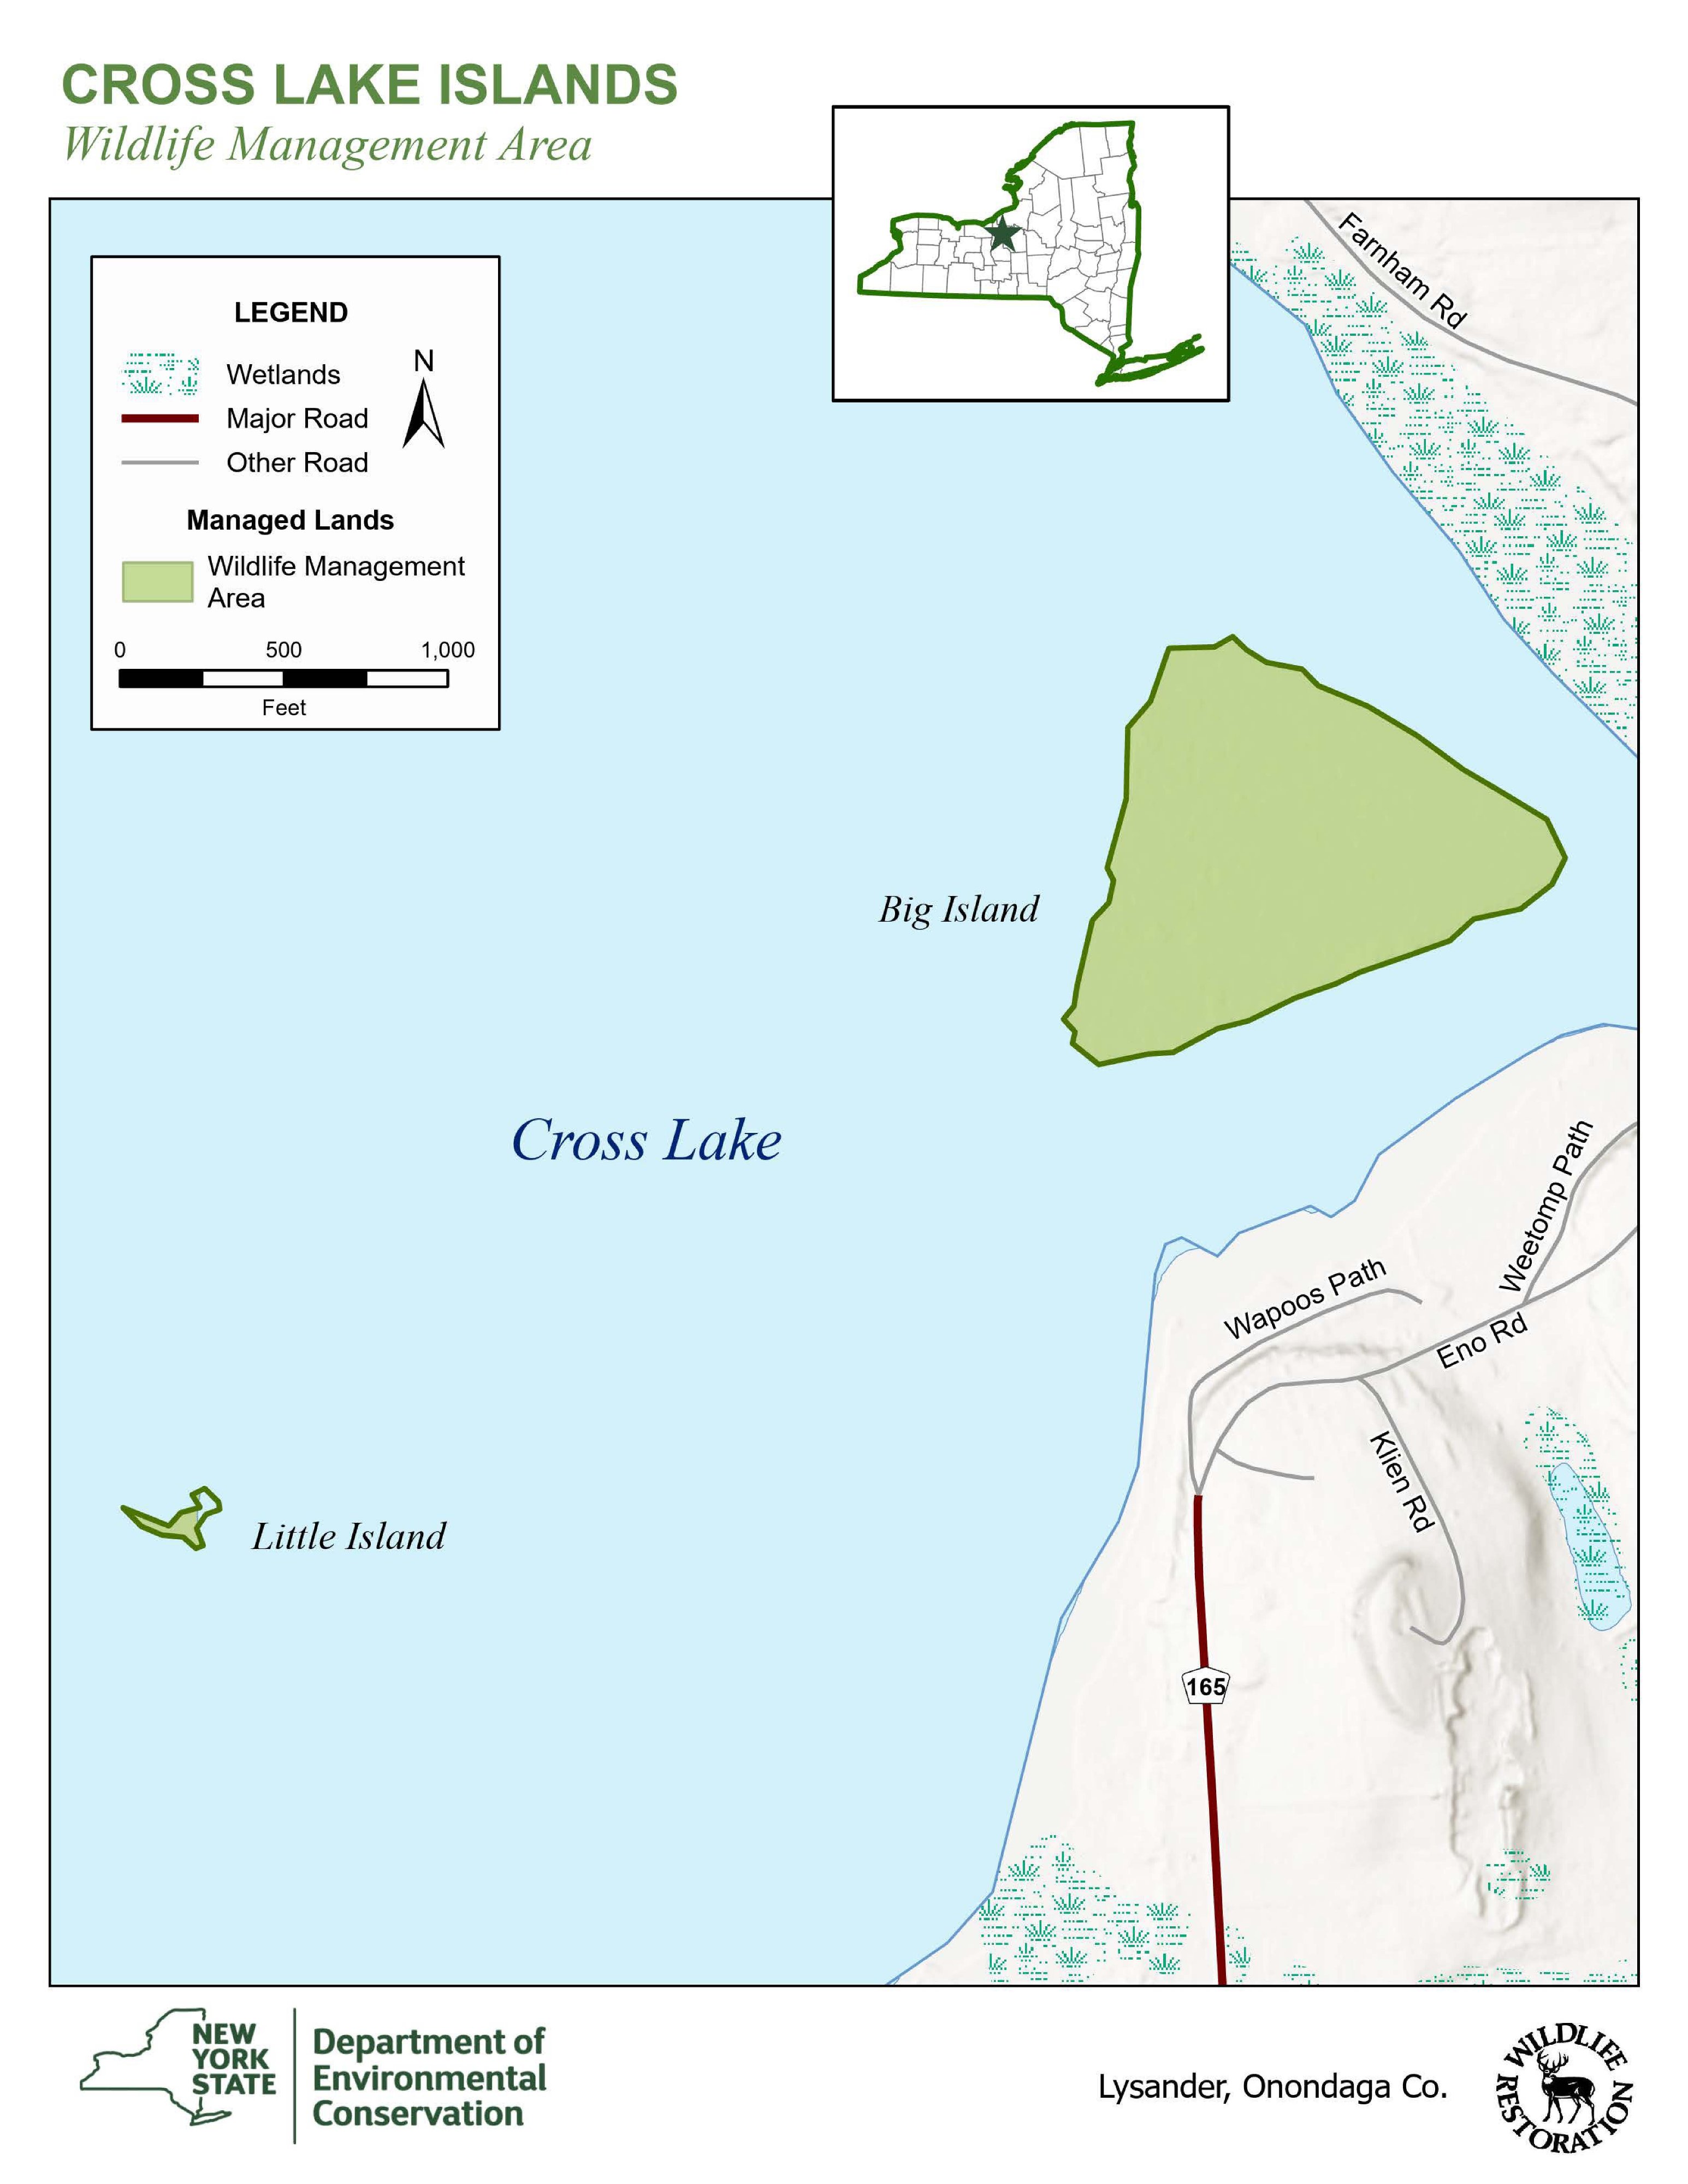 CROSS LAKE ISLANDS
Wildlife Management Area
LEGEND
Wetlands
N
Major Road
Other Road
Managed Lands
Wildlife Management
Area
0 500 1,000
Feet
Farnham Rd
Big Island
Cross Lake
Weetomp Path
Wapoos Path
Eno Rd
Klien Rd
Little Island
165
NEW
YORK
STATE
Department of
Environmental
Conservation
Lysander, Onondaga Co.
WILDLIFE
RESTORATION